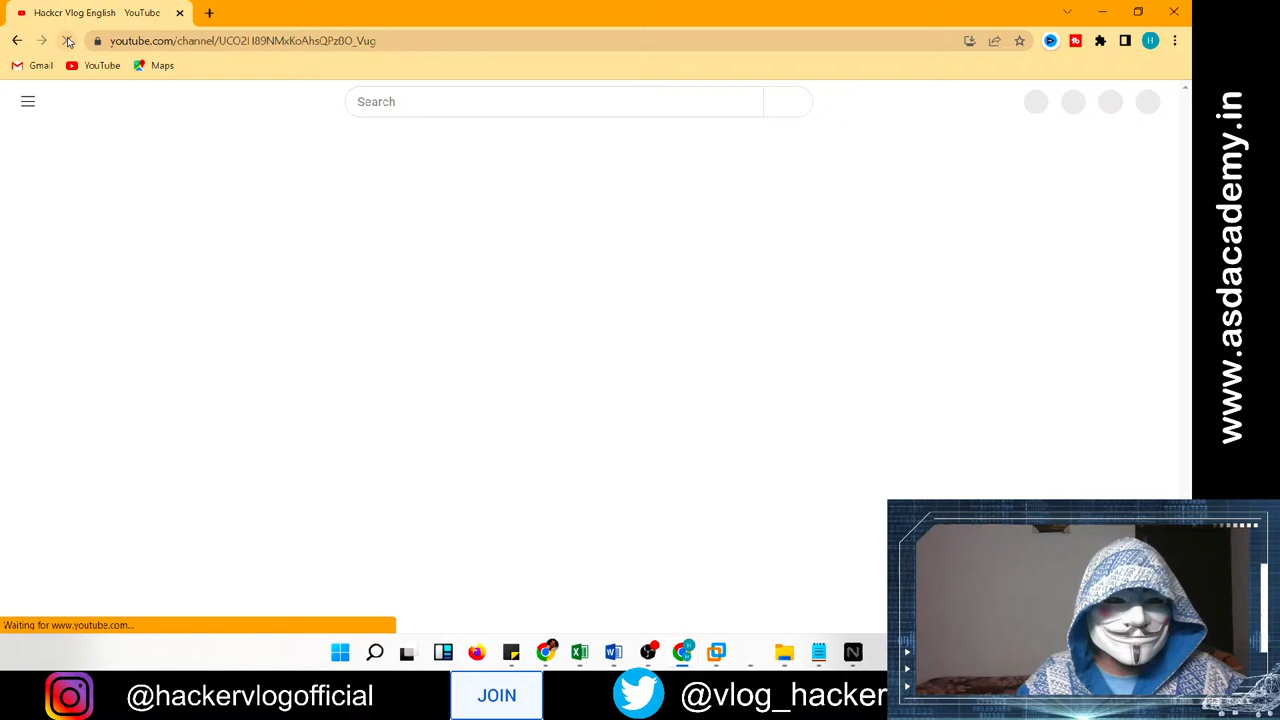 Hacker Vlog English - YouTube
youtube.com/channel/UCO2H89NMxKoAhsQPz8O_Vug
Gmail
YouTube
Maps
Search
Waiting for www.youtube.com...
www.asdacademy.in
@hackervlogofficial
JOIN
@vlog_hacker